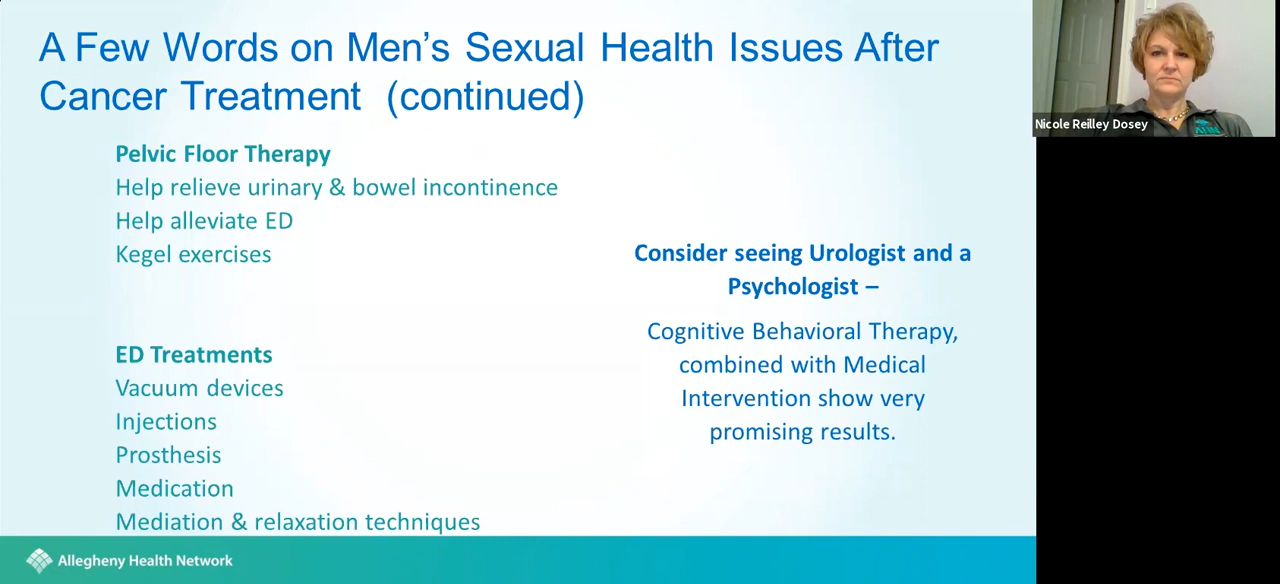 A Few Words on Men's Sexual Health Issues After
Cancer Treatment (continued)
Pelvic Floor Therapy
Help relieve urinary & bowel incontinence
Help alleviate ED
Kegel exercises
ED Treatments
Vacuum devices
Injections
Prosthesis
Medication
Mediation & relaxation techniques
Consider seeing Urologist and a
Psychologist –
Cognitive Behavioral Therapy,
combined with Medical
Intervention show very
promising results.
Allegheny Health Network
Nicole Reilley Dosey